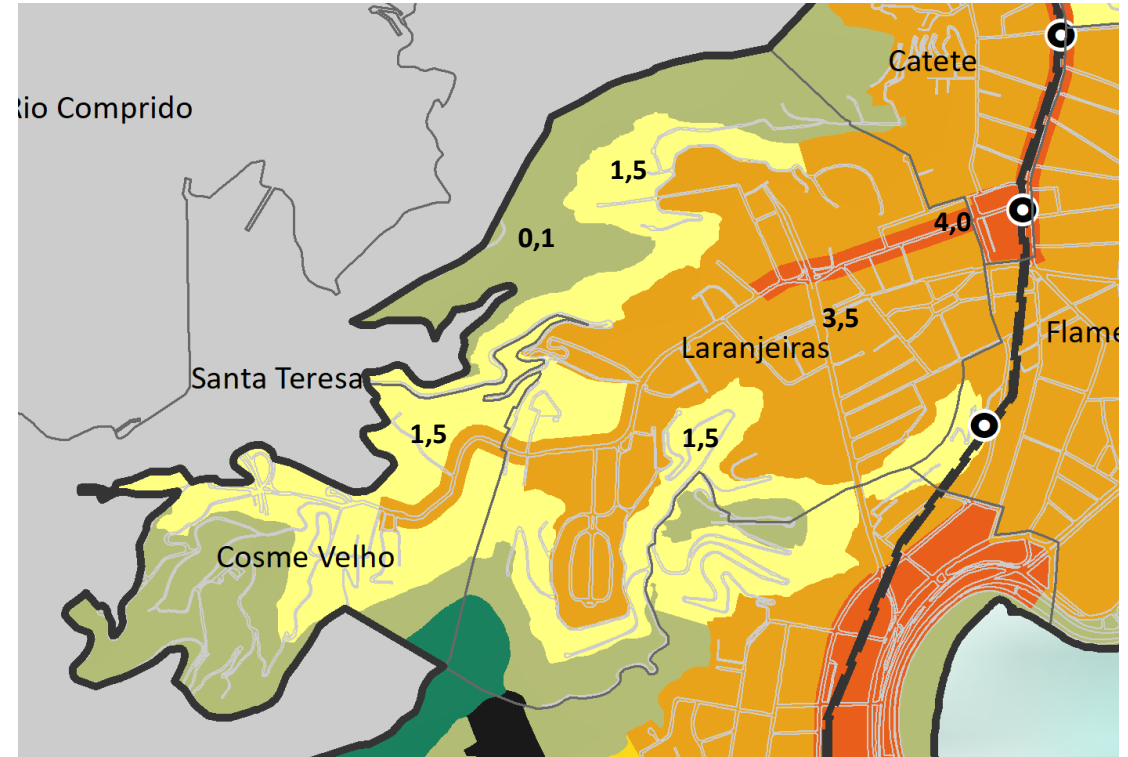 Catete
Rio Comprido
1,5
4,0
0,1
3,5
Flame
Laranjeiras
Santa Teresa
1,5
1,5
Cosme Velho